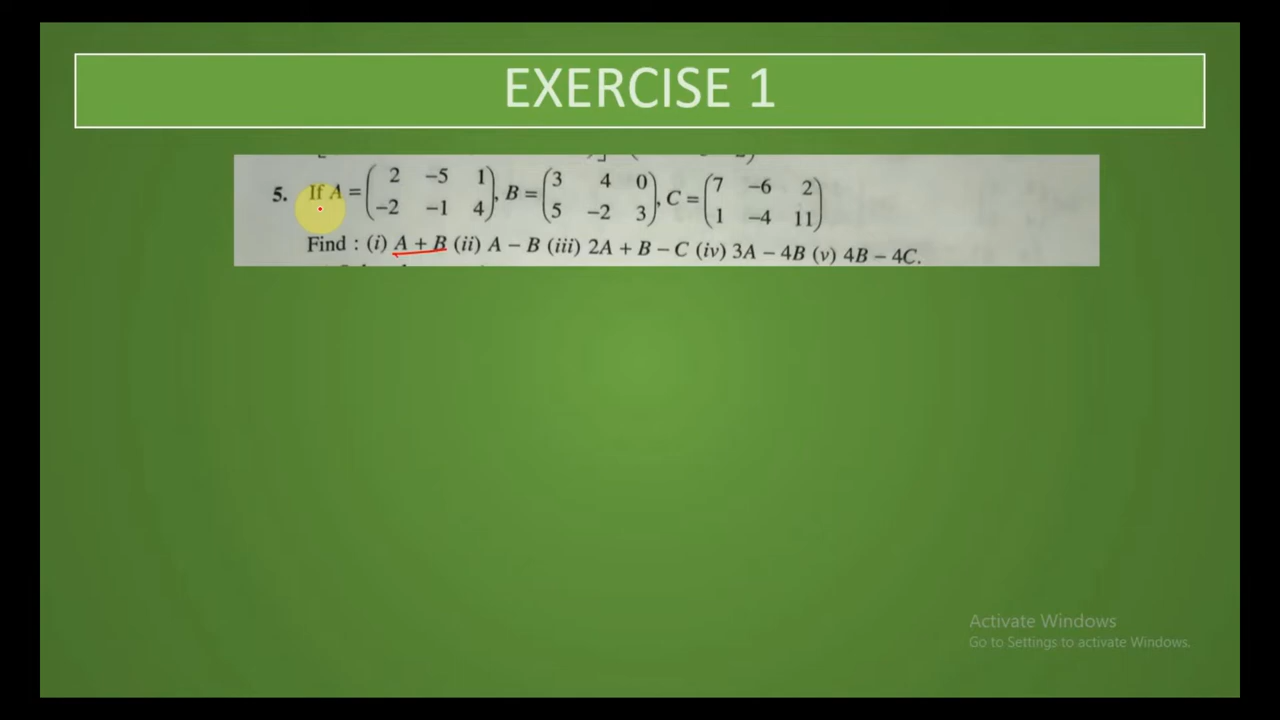 EXERCISE 1
5. If A = ( 2 −5 1 ), B = ( 3 4 0 ), C = ( 7 −6 2 )
( −2 −1 4 ) ( 5 −2 3 ) ( 1 −4 11 )
Find : (i) A + B (ii) A − B (iii) 2A + B − C (iv) 3A − 4B (v) 4B − 4C.
Activate Windows
Go to Settings to activate Windows.